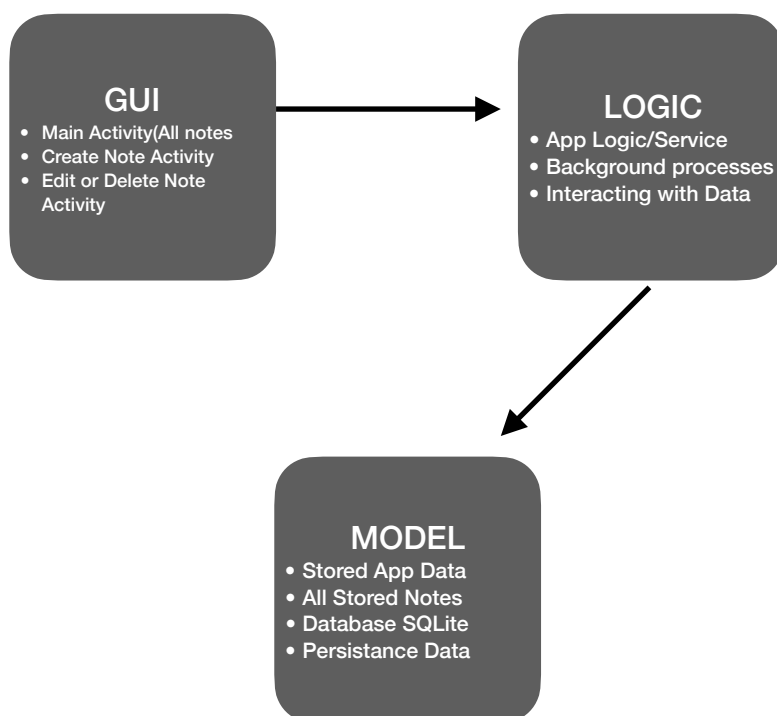 GUI
• Main Activity(All notes
• Create Note Activity
• Edit or Delete Note
Activity
LOGIC
• App Logic/Service
• Background processes
• Interacting with Data
MODEL
• Stored App Data
• All Stored Notes
• Database SQLite
• Persistance Data